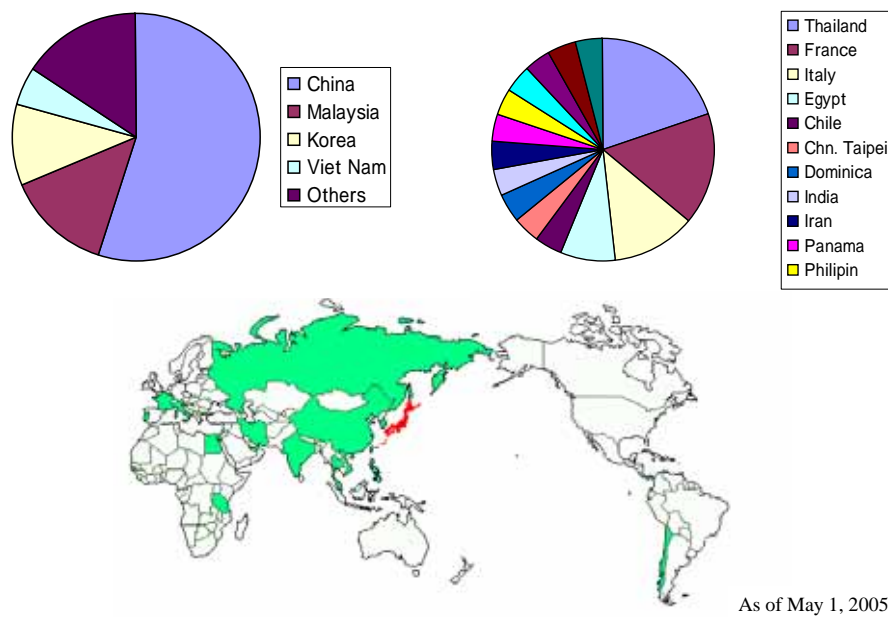 China
Malaysia
Korea
Viet Nam
Others
Thailand
France
Italy
Egypt
Chile
Chn. Taipei
Dominica
India
Iran
Panama
Philipin
As of May 1, 2005